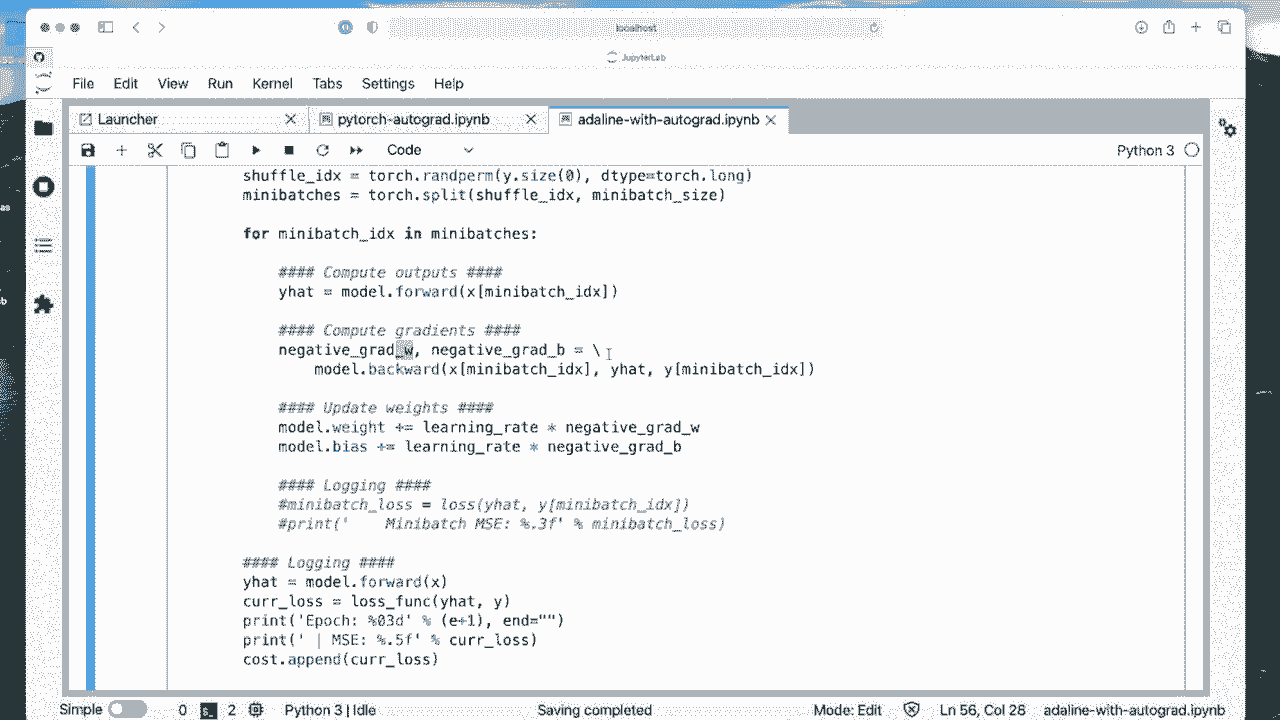 localhost
JupyterLab
File Edit View Run Kernel Tabs Settings Help
Launcher pytorch-autograd.ipynb adaline-with-autograd.ipynb
Code Python 3
shuffle_idx = torch.randperm(y.size(0), dtype=torch.long)
minibatches = torch.split(shuffle_idx, minibatch_size)
for minibatch_idx in minibatches:
#### Compute outputs ####
yhat = model.forward(x[minibatch_idx])
#### Compute gradients ####
negative_grad_w, negative_grad_b = \
model.backward(x[minibatch_idx], yhat, y[minibatch_idx])
#### Update weights ####
model.weight += learning_rate * negative_grad_w
model.bias += learning_rate * negative_grad_b
#### Logging ####
#minibatch_loss = loss(yhat, y[minibatch_idx])
#print('    Minibatch MSE: %.3f' % minibatch_loss)
#### Logging ####
yhat = model.forward(x)
curr_loss = loss_func(yhat, y)
print('Epoch: %03d' % (e+1), end="")
print(' | MSE: %.5f' % curr_loss)
cost.append(curr_loss)
Simple 0 2 Python 3 | Idle Saving completed Mode: Edit Ln 56, Col 28 adaline-with-autograd.ipynb